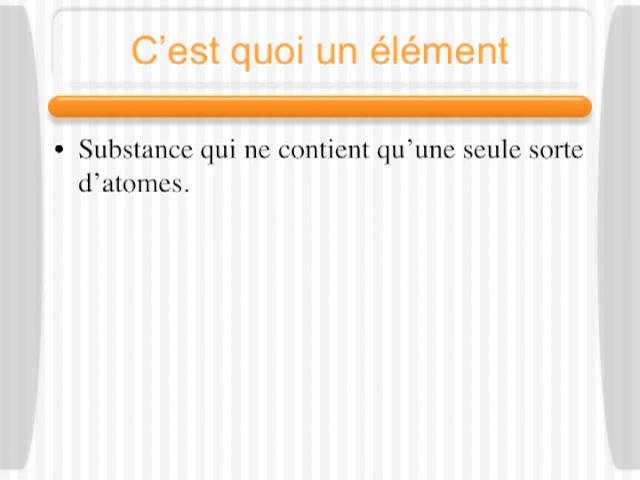 C’est quoi un élément
• Substance qui ne contient qu’une seule sorte
d’atomes.